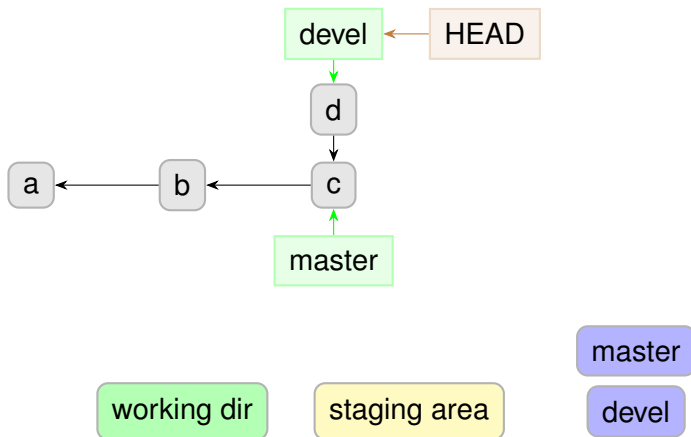 devel HEAD
d
a b c
master
master
working dir staging area devel